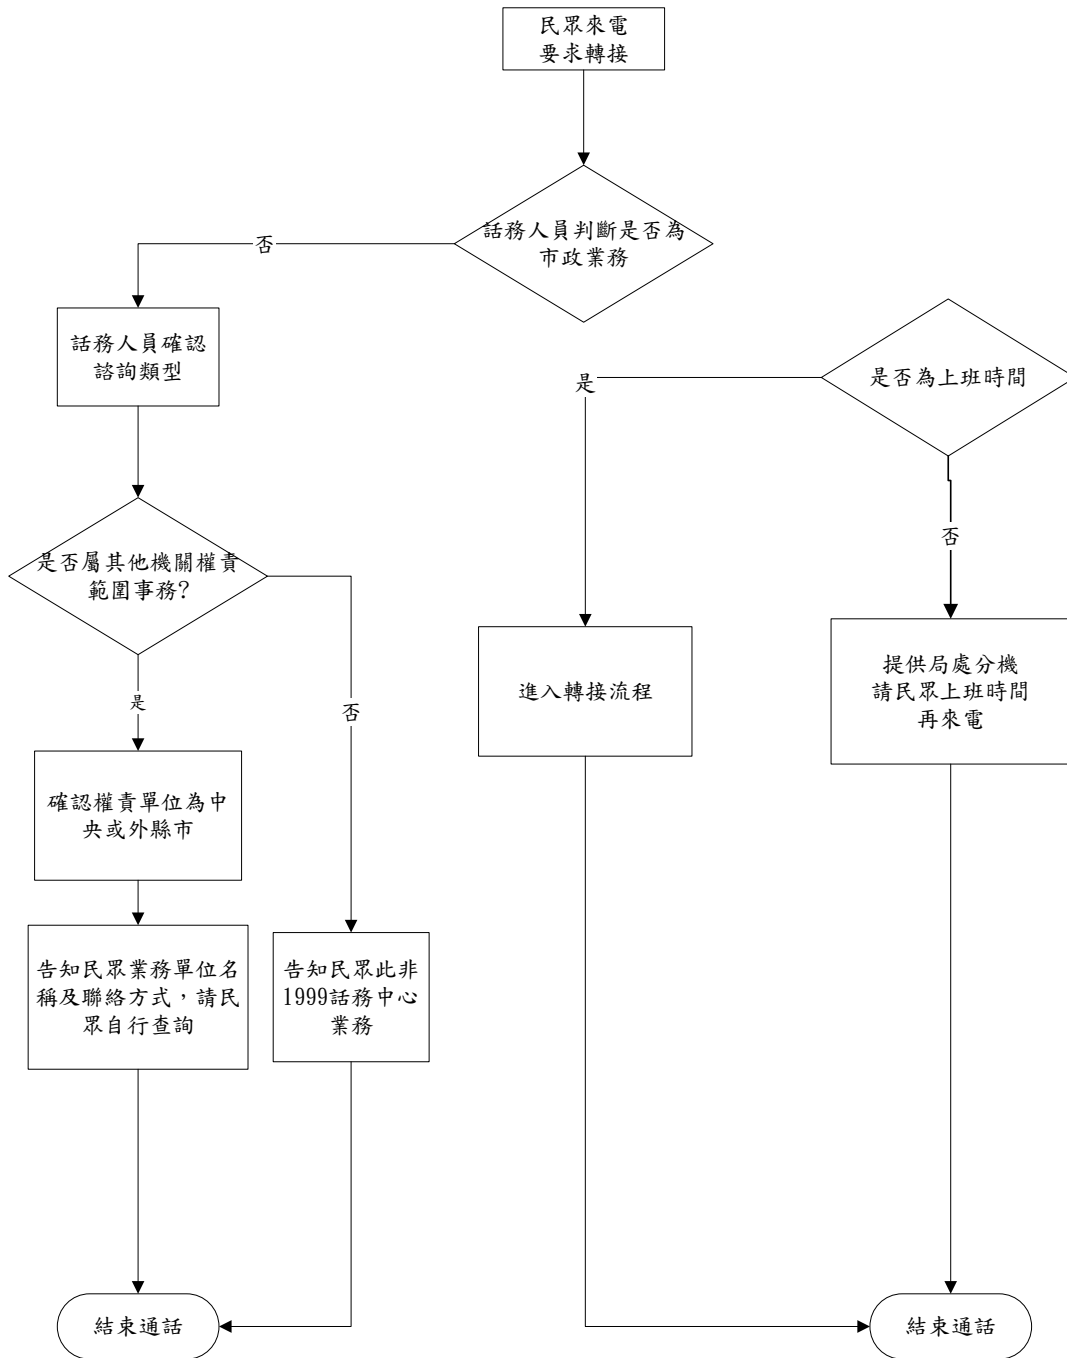 民眾來電
要求轉接
話務人員判斷是否為
市政業務
否
話務人員確認
諮詢類型
是否為上班時間
是
否
是否屬其他機關權責
範圍事務?
是
否
進入轉接流程
提供局處分機
請民眾上班時間
再來電
確認權責單位為中
央或外縣市
告知民眾業務單位名
稱及聯絡方式，請民
眾自行查詢
告知民眾此非
1999話務中心
業務
結束通話
結束通話